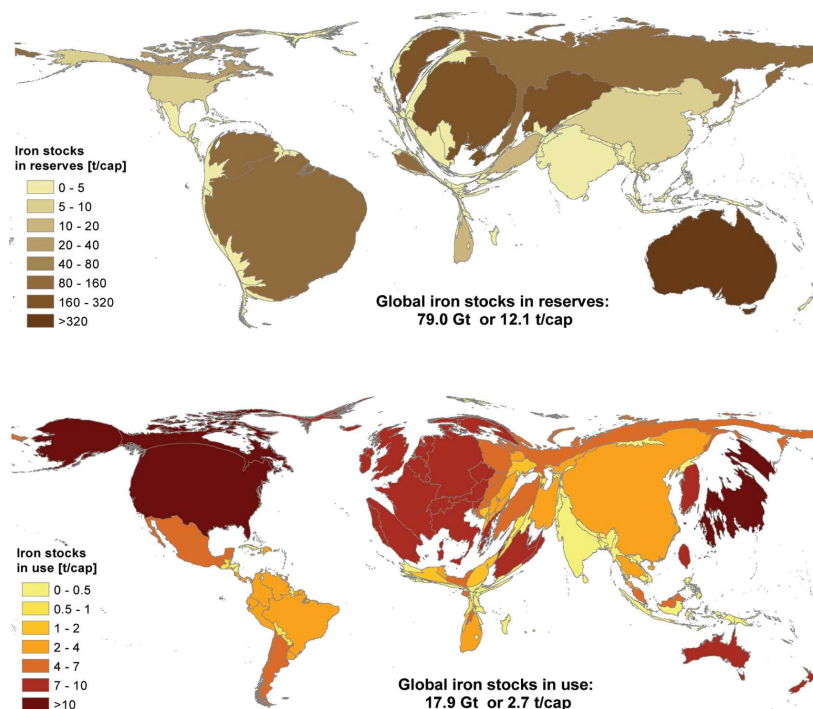 Iron stocks
in reserves [t/cap]
0 - 5
5 - 10
10 - 20
20 - 40
40 - 80
80 - 160
160 - 320
>320
Global iron stocks in reserves:
79.0 Gt or 12.1 t/cap
Iron stocks
in use [t/cap]
0 - 0.5
0.5 - 1
1 - 2
2 - 4
4 - 7
7 - 10
>10
Global iron stocks in use:
17.9 Gt or 2.7 t/cap